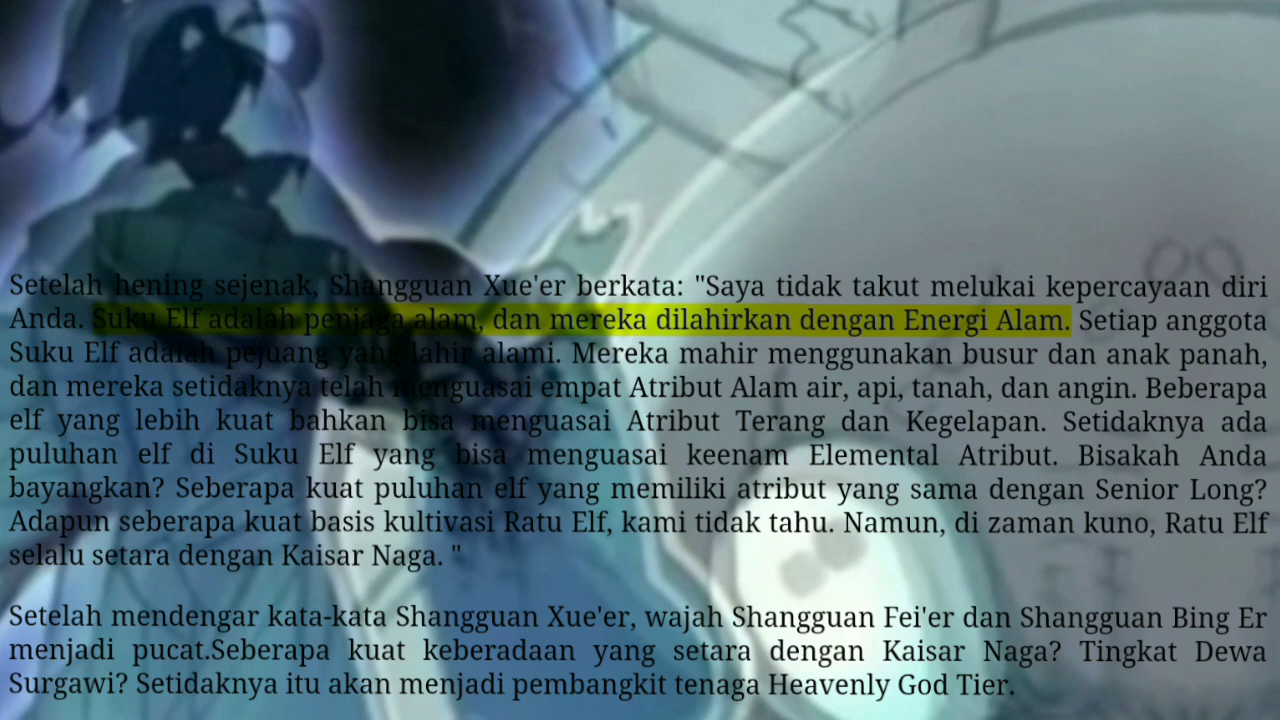 Setelah hening sejenak, Shangguan Xue'er berkata: "Saya tidak takut melukai kepercayaan diri
Anda. Suku Elf adalah penjaga alam, dan mereka dilahirkan dengan Energi Alam. Setiap anggota
Suku Elf adalah pejuang yang lahir alami. Mereka mahir menggunakan busur dan anak panah,
dan mereka setidaknya telah menguasai empat Atribut Alam air, api, tanah, dan angin. Beberapa
elf yang lebih kuat bahkan bisa menguasai Atribut Terang dan Kegelapan. Setidaknya ada
puluhan elf di Suku Elf yang bisa menguasai keenam Elemental Atribut. Bisakah Anda
bayangkan? Seberapa kuat puluhan elf yang memiliki atribut yang sama dengan Senior Long?
Adapun seberapa kuat basis kultivasi Ratu Elf, kami tidak tahu. Namun, di zaman kuno, Ratu Elf
selalu setara dengan Kaisar Naga. "
Setelah mendengar kata-kata Shangguan Xue'er, wajah Shangguan Fei'er dan Shangguan Bing Er
menjadi pucat.Seberapa kuat keberadaan yang setara dengan Kaisar Naga? Tingkat Dewa
Surgawi? Setidaknya itu akan menjadi pembangkit tenaga Heavenly God Tier.